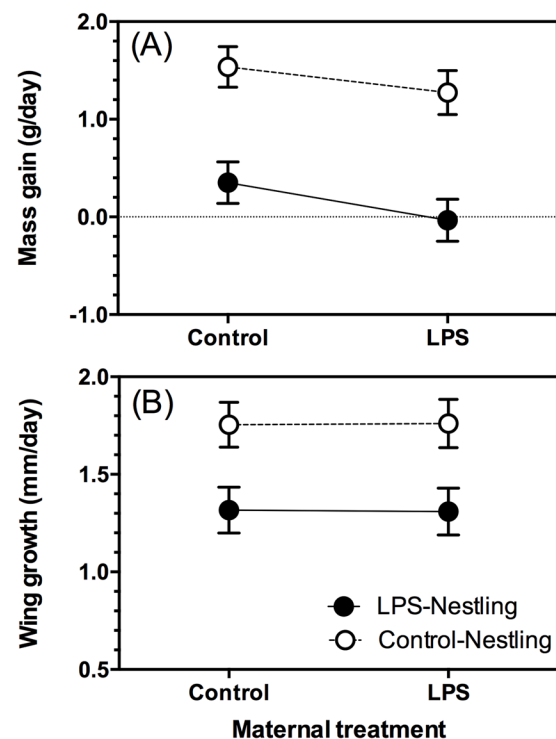 (A)
Mass gain (g/day)
2.0
1.0
0.0
-1.0
Control LPS
(B)
Wing growth (mm/day)
2.0
1.5
1.0
0.5
LPS-Nestling
Control-Nestling
Control LPS
Maternal treatment